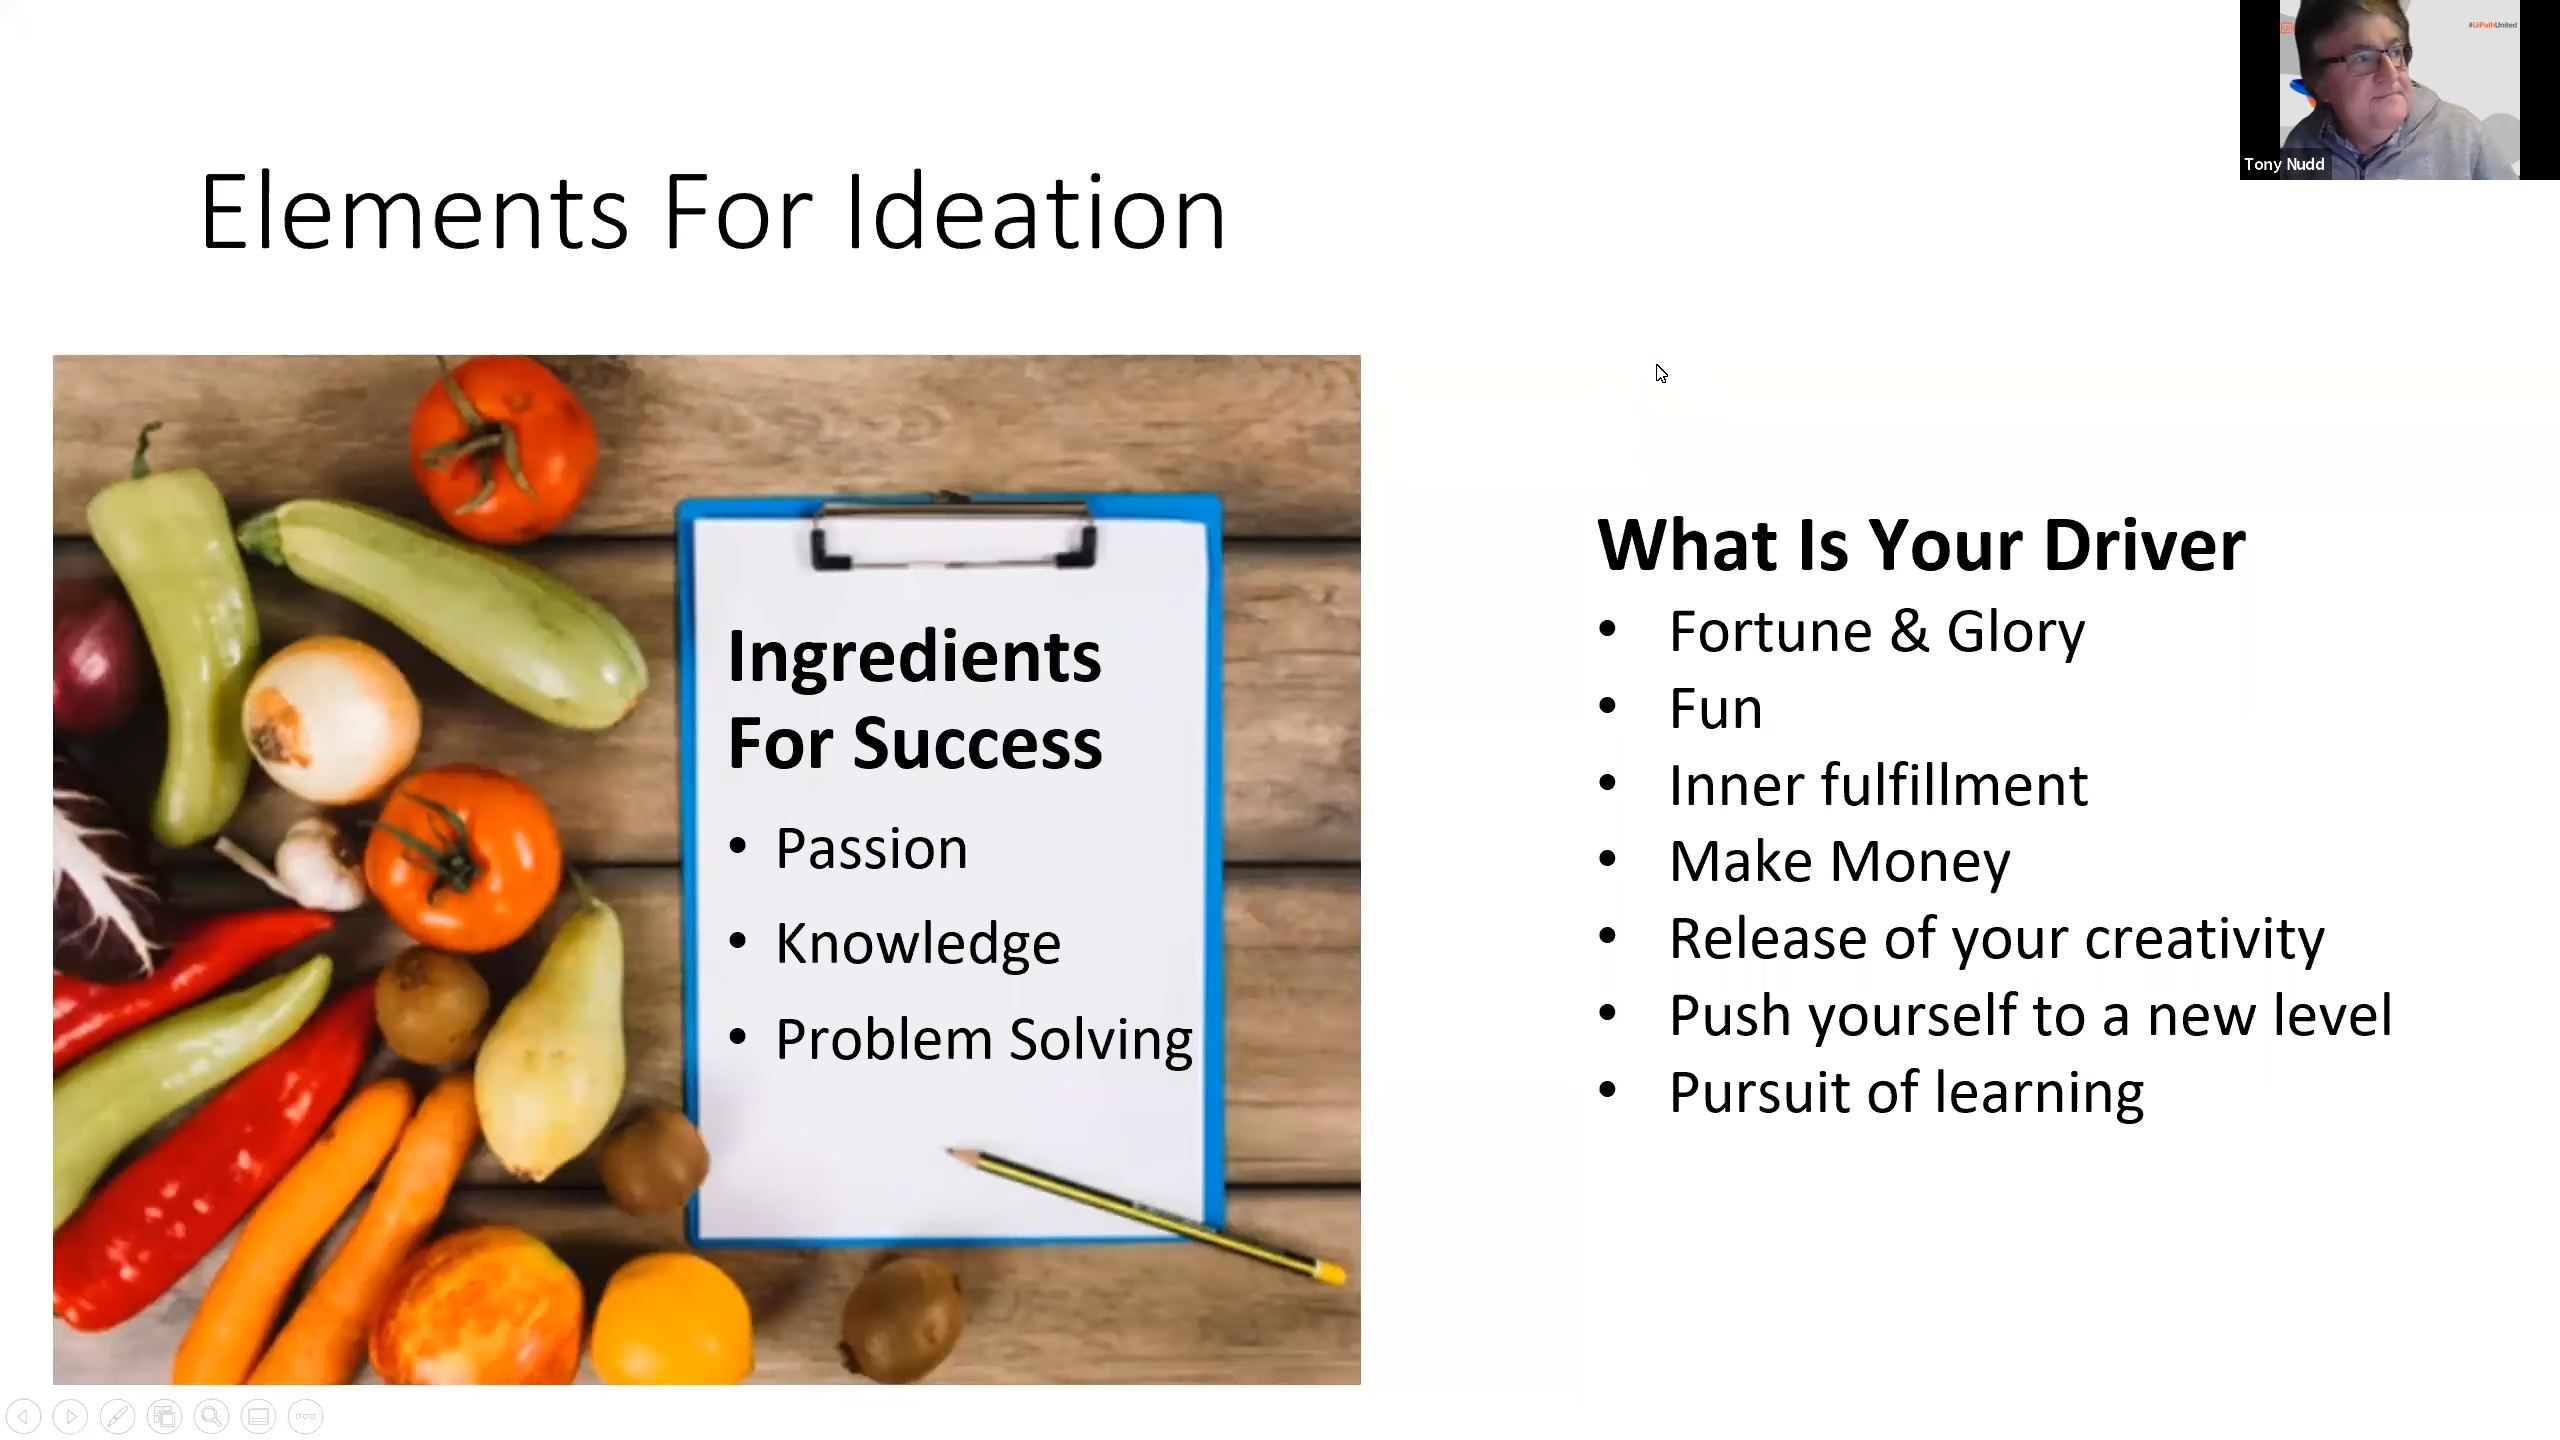 #UiPathUnited
Tony Nudd
Elements For Ideation
Ingredients
For Success
• Passion
• Knowledge
• Problem Solving
What Is Your Driver
• Fortune & Glory
• Fun
• Inner fulfillment
• Make Money
• Release of your creativity
• Push yourself to a new level
• Pursuit of learning